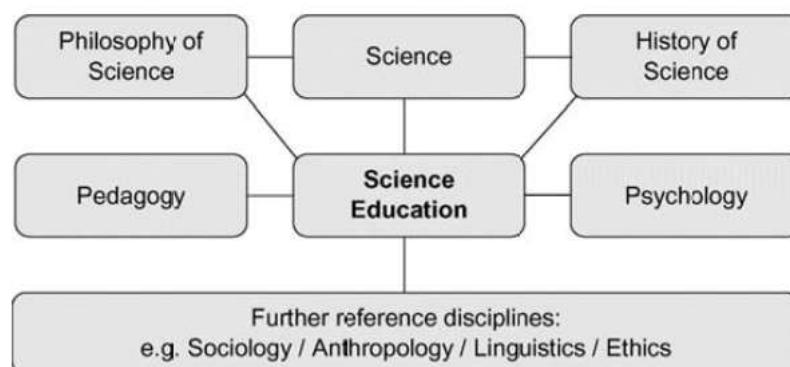 Philosophy of
Science
Science
History of
Science
Pedagogy
Science
Education
Psychology
Further reference disciplines:
e.g. Sociology / Anthropology / Linguistics / Ethics